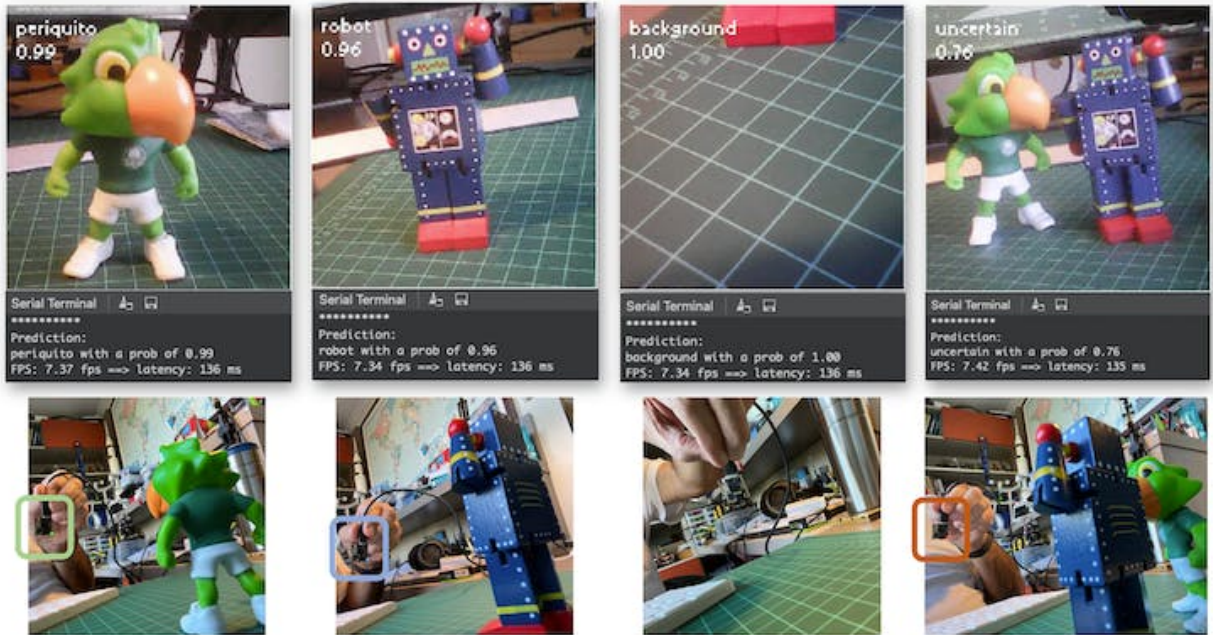 periquito
0.99
Serial Terminal
**********
Prediction:
periquito with a prob of 0.99
FPS: 7.37 fps ==> latency: 136 ms
robot
0.96
Serial Terminal
**********
Prediction:
robot with a prob of 0.96
FPS: 7.34 fps ==> latency: 136 ms
background
1.00
Serial Terminal
**********
Prediction:
background with a prob of 1.00
FPS: 7.34 fps ==> latency: 136 ms
uncertain
0.76
Serial Terminal
**********
Prediction:
uncertain with a prob of 0.76
FPS: 7.42 fps ==> latency: 135 ms